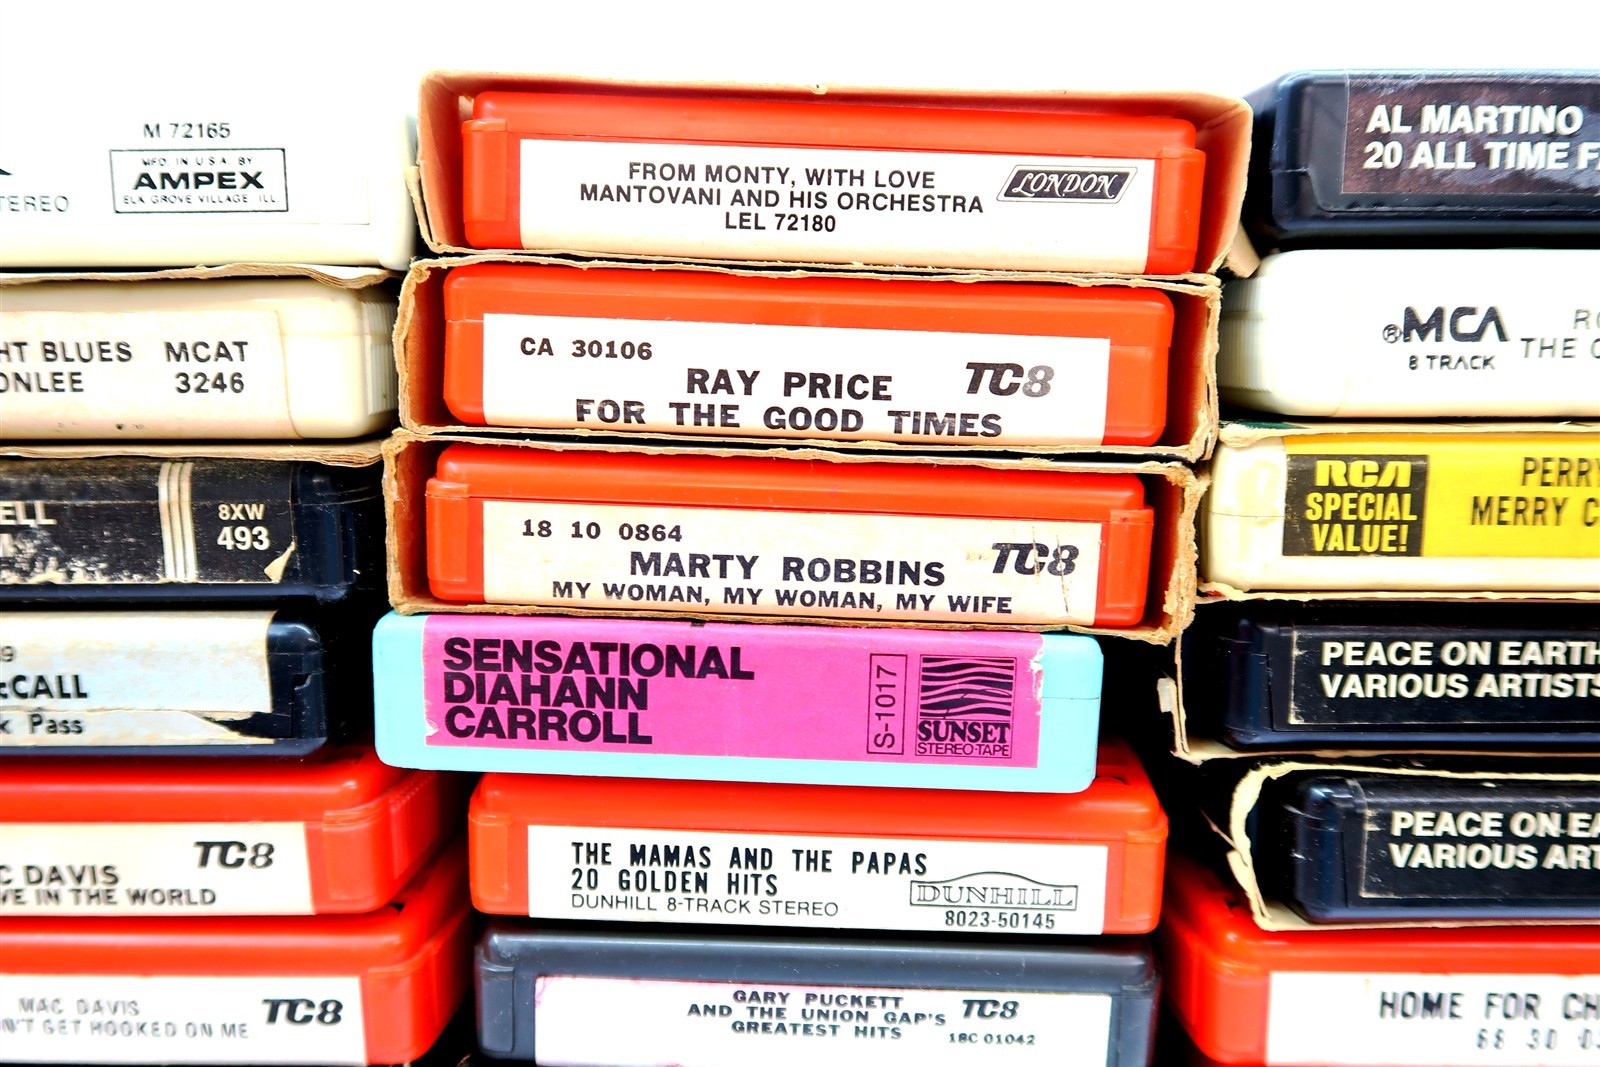 M 72165
MFD. IN U.S.A. BY
AMPEX
ELK GROVE VILLAGE ILL.
BLUES MCAT
3246
8XW
493
Pass
TC8
DAVIS
IN THE WORLD
MAC DAVIS TC8
GET HOOKED ON ME
FROM MONTY, WITH LOVE
MANTOVANI AND HIS ORCHESTRA
LEL 72180
LONDON
CA 30106
RAY PRICE TC8
FOR THE GOOD TIMES
18 10 0864
MARTY ROBBINS TC8
MY WOMAN, MY WOMAN, MY WIFE
SENSATIONAL
DIAHANN
CARROLL
S-1017
SUNSET
STEREO-TAPE
THE MAMAS AND THE PAPAS
20 GOLDEN HITS
DUNHILL 8-TRACK STEREO
DUNHILL
8023-50145
GARY PUCKETT
AND THE UNION GAP'S
GREATEST HITS
TC8
18C 01042
AL MARTINO
20 ALL TIME
®MCA
8 TRACK
THE
RCA
SPECIAL
VALUE!
PERRY
MERRY
PEACE ON EARTH
VARIOUS ARTISTS
PEACE ON
VARIOUS
HOME FOR
68 30